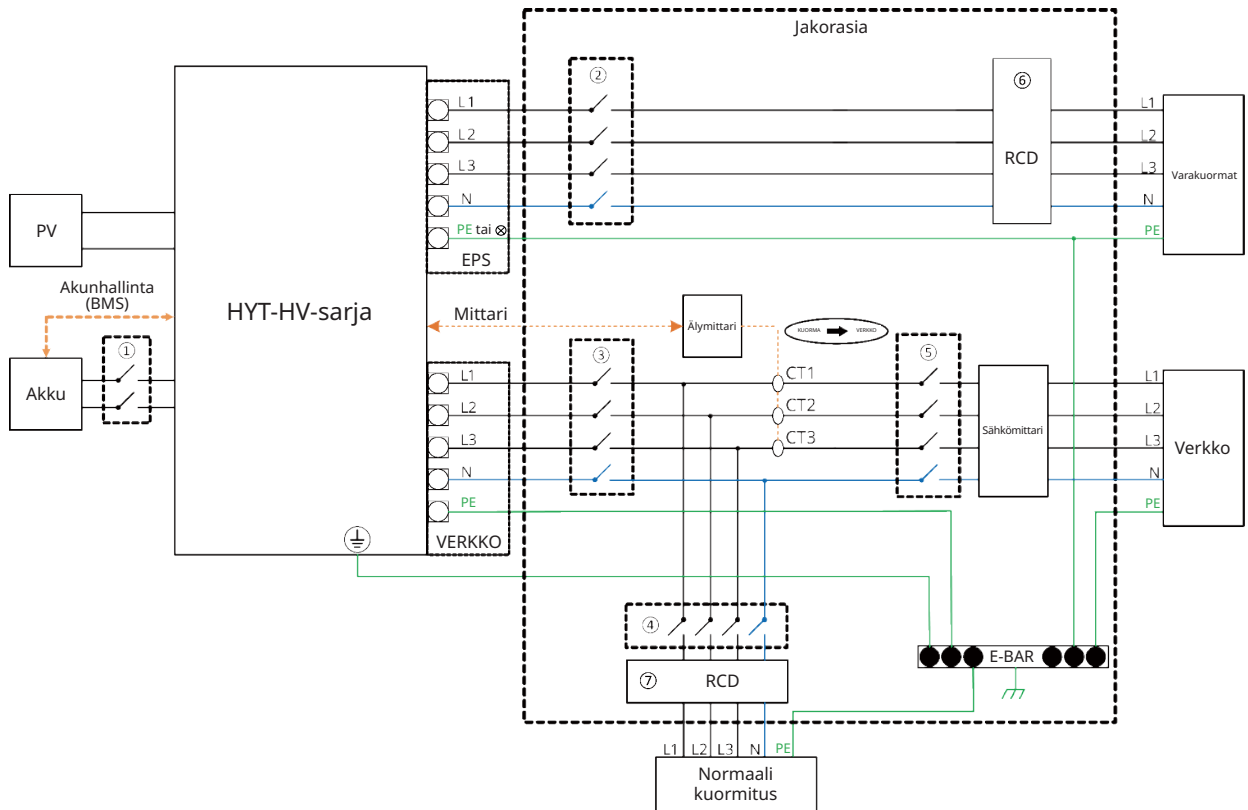 Jakorasia
②
⑥
L1
L2
L3
N
PE tai ⊗
EPS
RCD
L1
L2
L3
N
PE
Varakuormat
PV
Akunhallinta
(BMS)
①
Akku
HYT-HV-sarja
Mittari
Älymittari
KUORMA
VERKKO
③
⑤
L1
L2
L3
N
PE
VERKKO
CT1
CT2
CT3
Sähkömittari
L1
L2
L3
N
PE
Verkko
④
⑦
RCD
E-BAR
L1
L2
L3
N
PE
Normaali
kuormitus